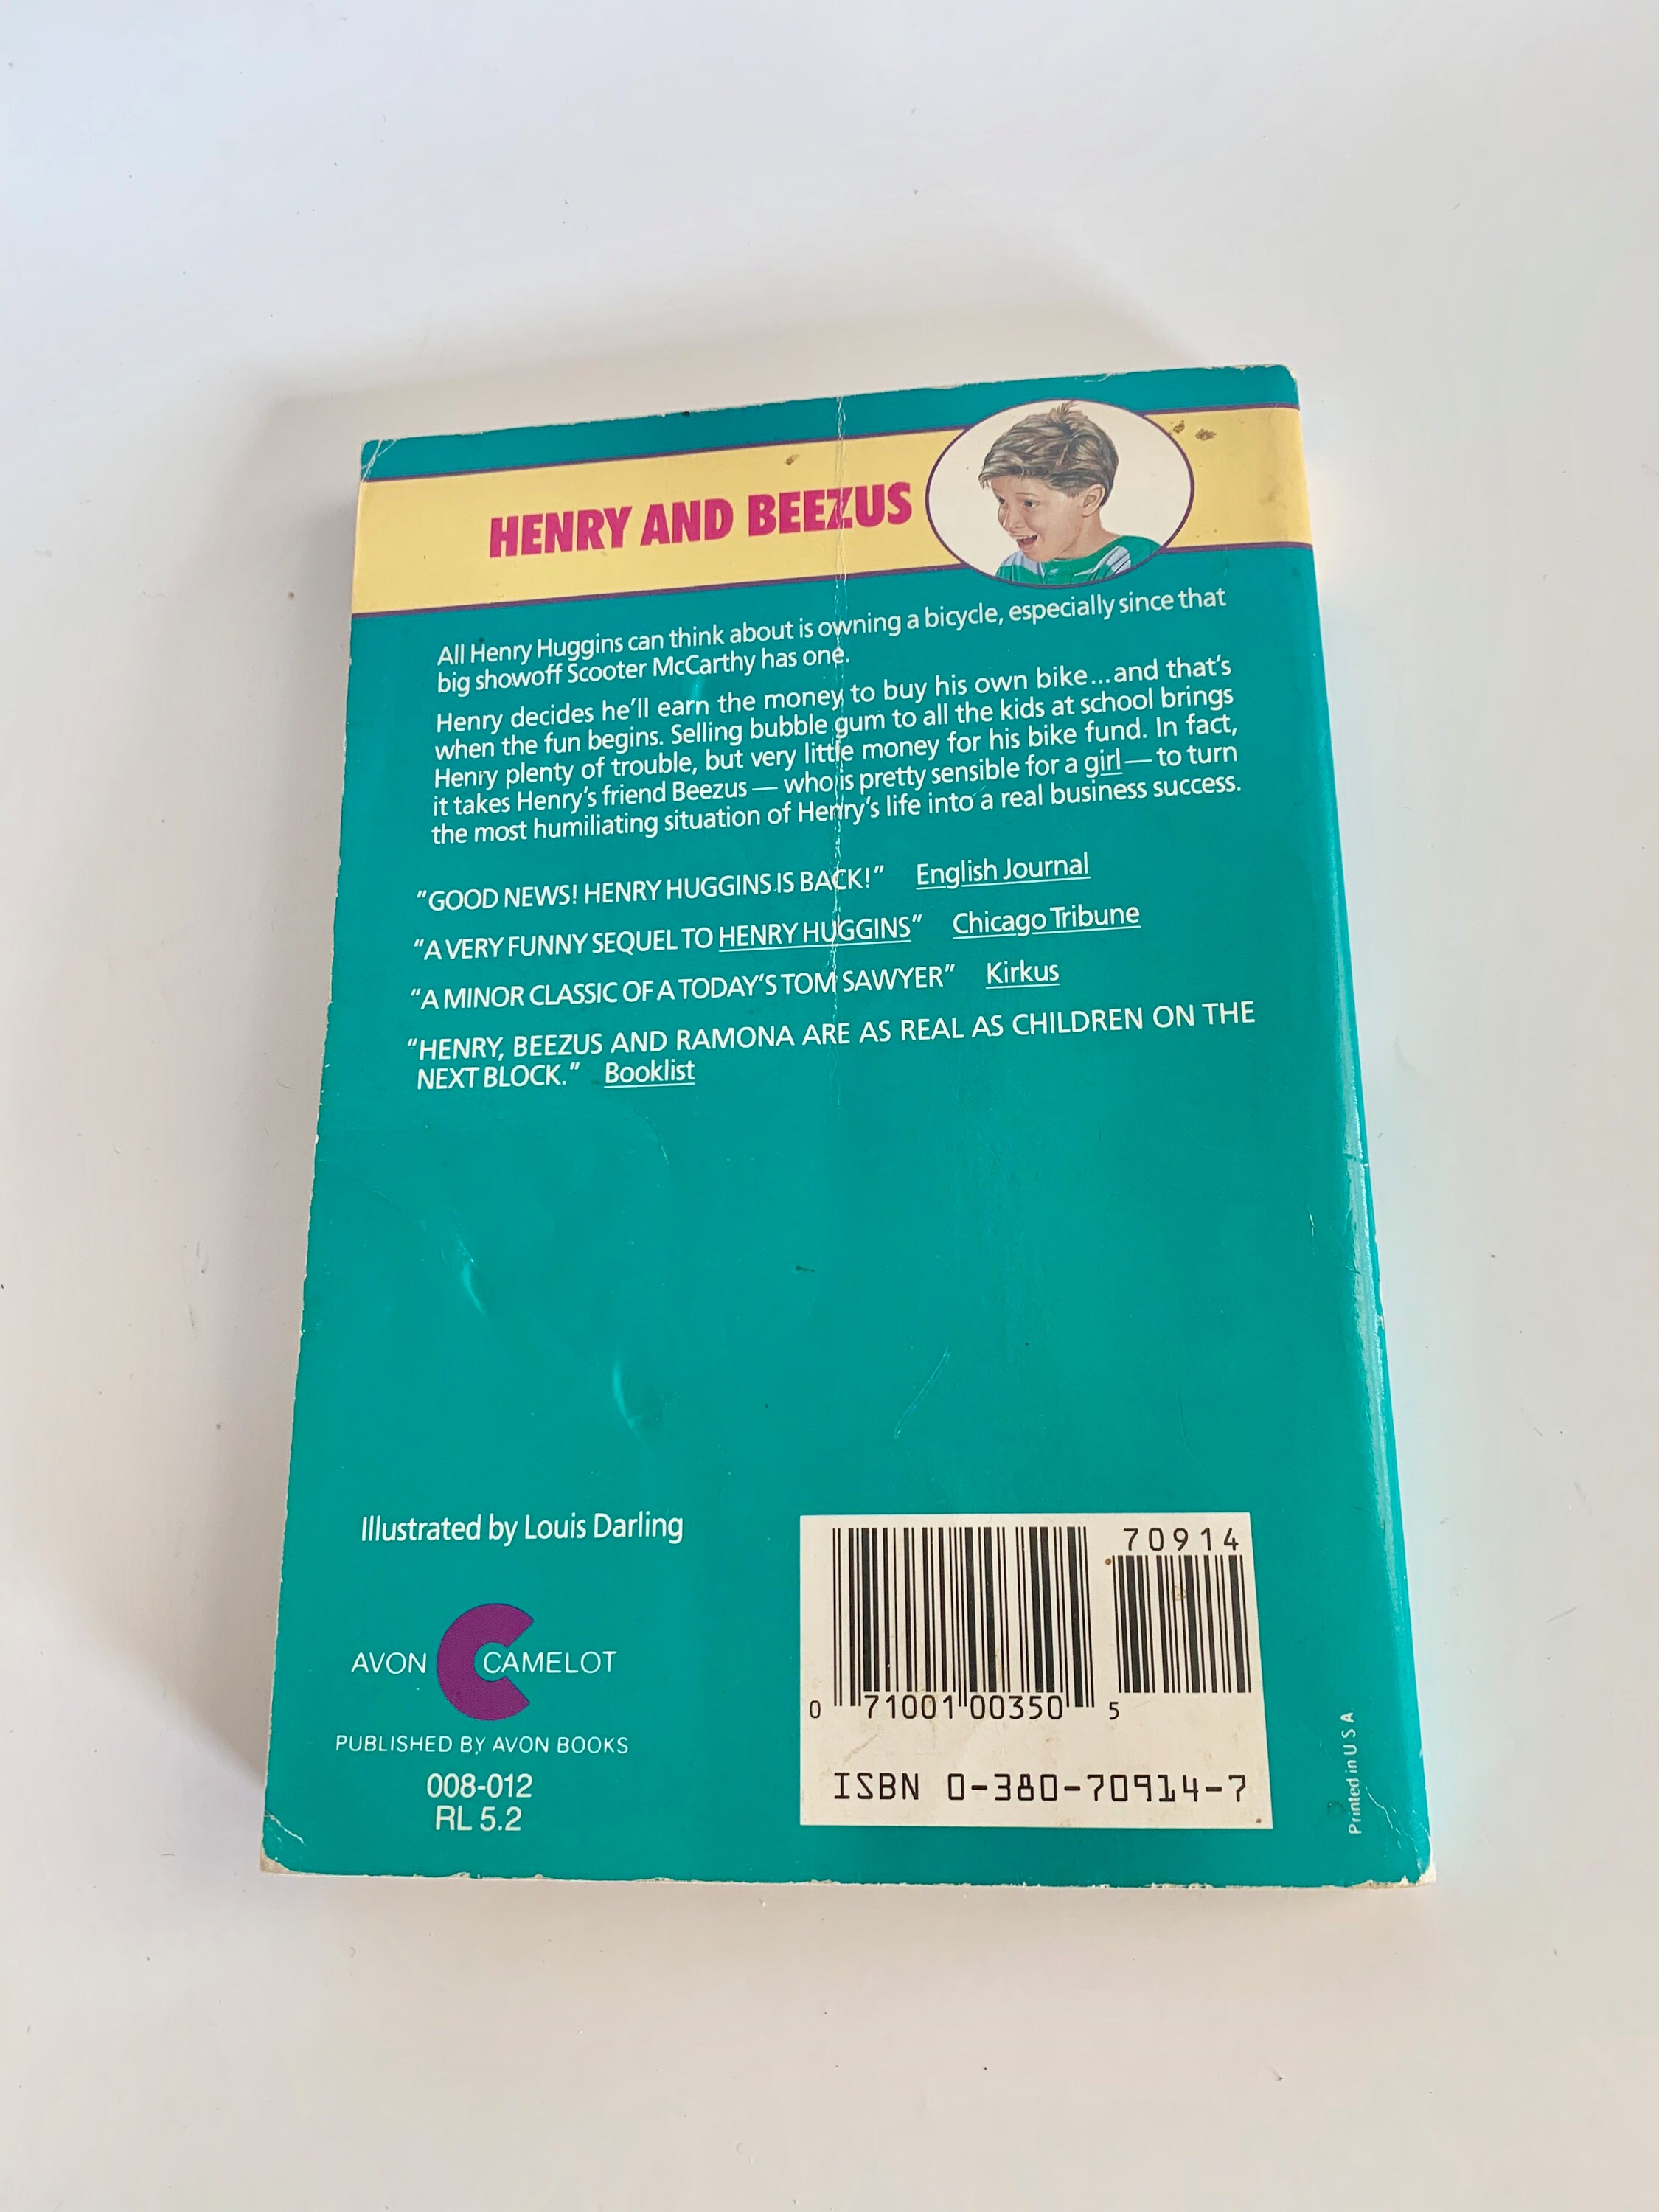 HENRY AND BEEZUS
All Henry Huggins can think about is owning a bicycle, especially since that
big showoff Scooter McCarthy has one.
Henry decides he'll earn the money to buy his own bike...and that's
when the fun begins. Selling bubble gum to all the kids at school brings
Henry plenty of trouble, but very little money for his bike fund. In fact,
it takes Henry's friend Beezus — who is pretty sensible for a girl — to turn
the most humiliating situation of Henry's life into a real business success.
"GOOD NEWS! HENRY HUGGINS IS BACK!" English Journal
"A VERY FUNNY SEQUEL TO HENRY HUGGINS" Chicago Tribune
"A MINOR CLASSIC OF A TODAY'S TOM SAWYER" Kirkus
"HENRY, BEEZUS AND RAMONA ARE AS REAL AS CHILDREN ON THE
NEXT BLOCK." Booklist
Illustrated by Louis Darling
AVON CAMELOT
PUBLISHED BY AVON BOOKS
008-012
RL 5.2
70914
0 71001 00350 5
ISBN 0-380-70914-7
Printed in U S A